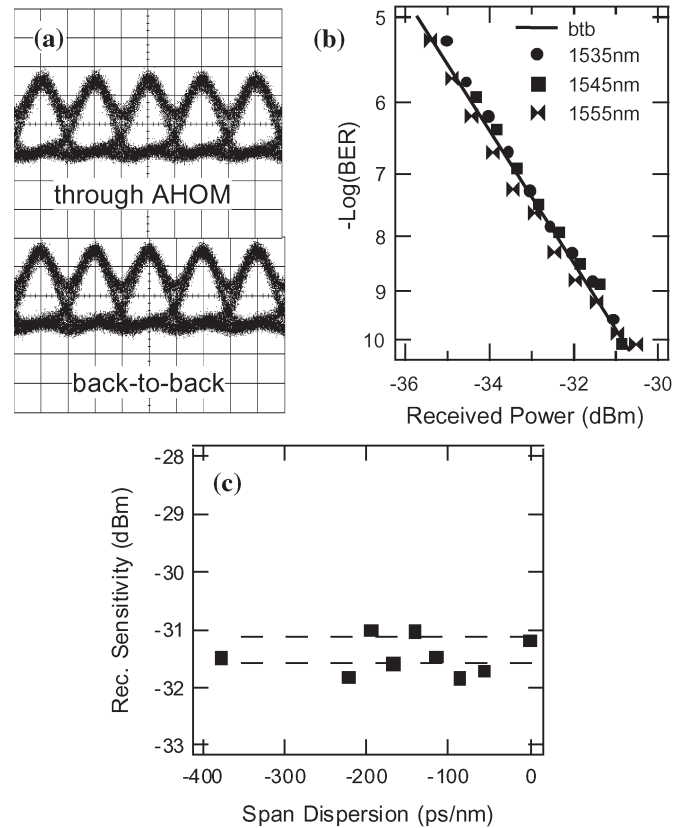 (a)
through AHOM
back-to-back
(b)
btb
1535nm
1545nm
1555nm
-Log(BER)
5
6
7
8
9
10
-36
-34
-32
-30
Received Power (dBm)
(c)
Rec. Sensitivity (dBm)
-28
-29
-30
-31
-32
-33
-400
-300
-200
-100
0
Span Dispersion (ps/nm)